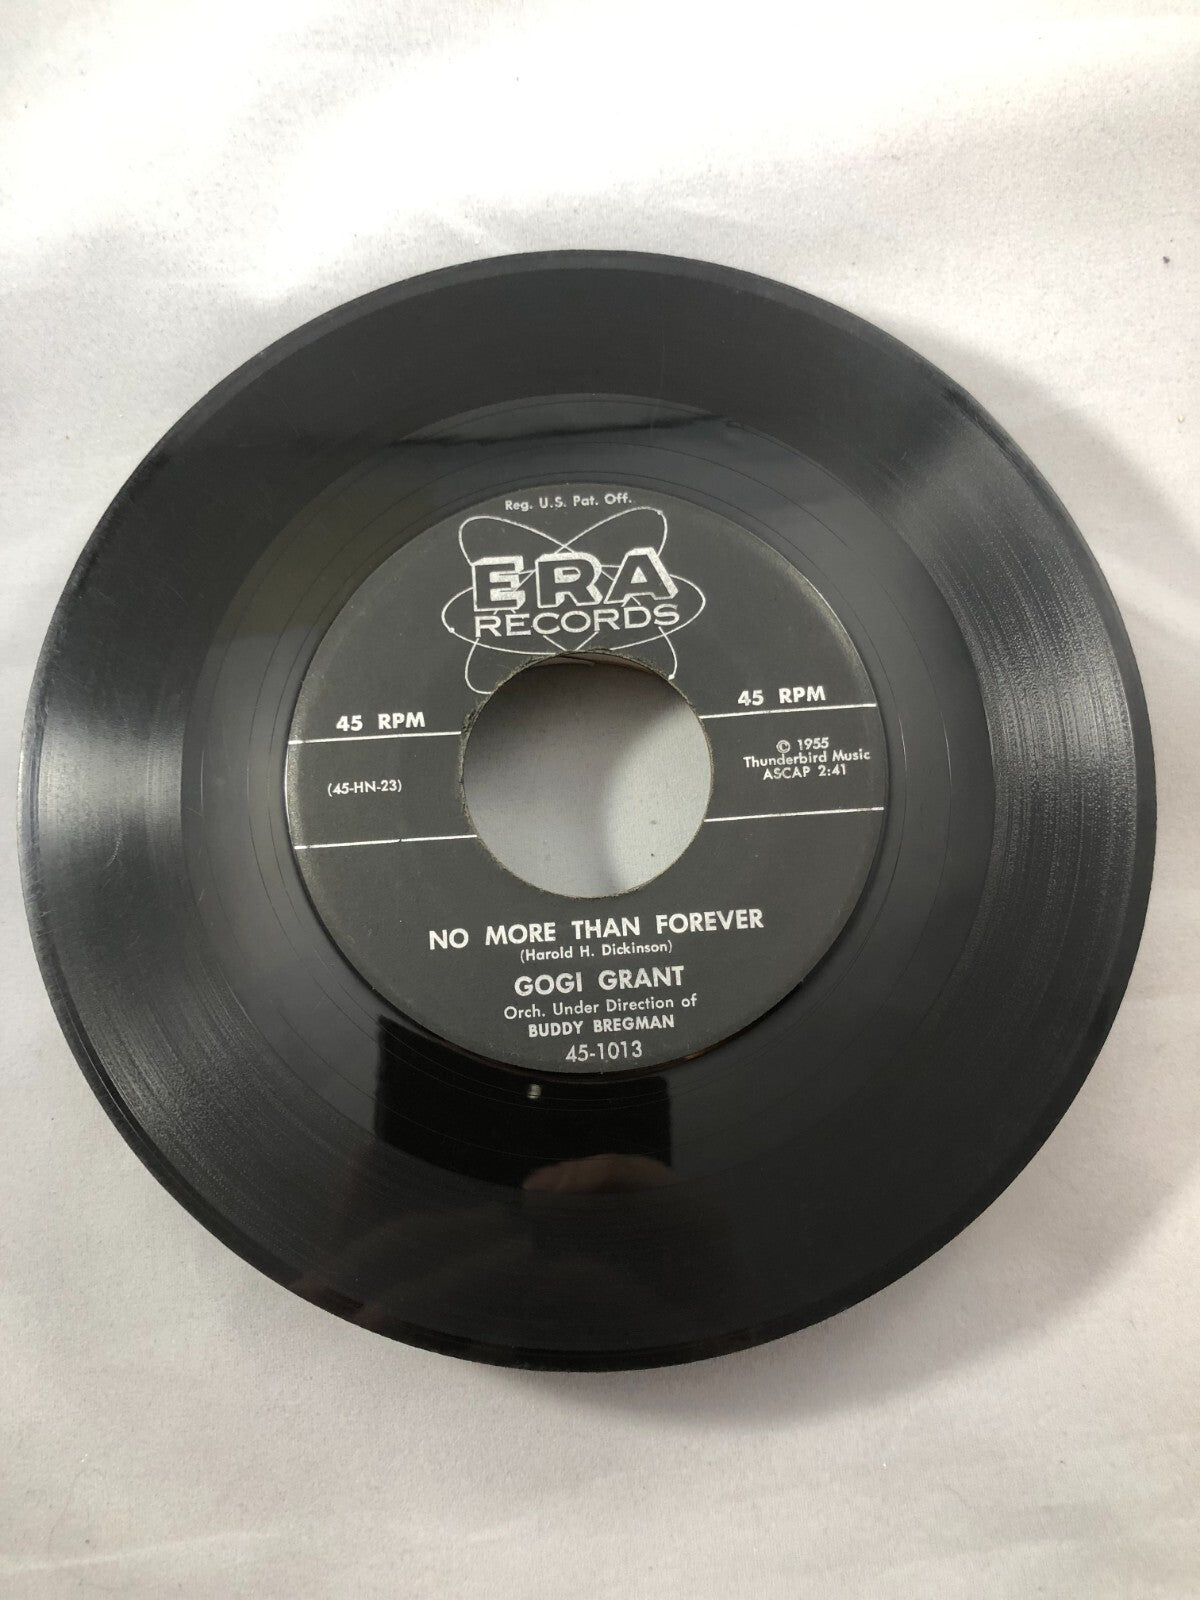 Reg. U.S. Pat. Off.
ERA
RECORDS
45 RPM
45 RPM
(45-HN-23)
© 1955
Thunderbird Music
ASCAP 2:41
NO MORE THAN FOREVER
(Harold H. Dickinson)
GOGI GRANT
Orch. Under Direction of
BUDDY BREGMAN
45-1013